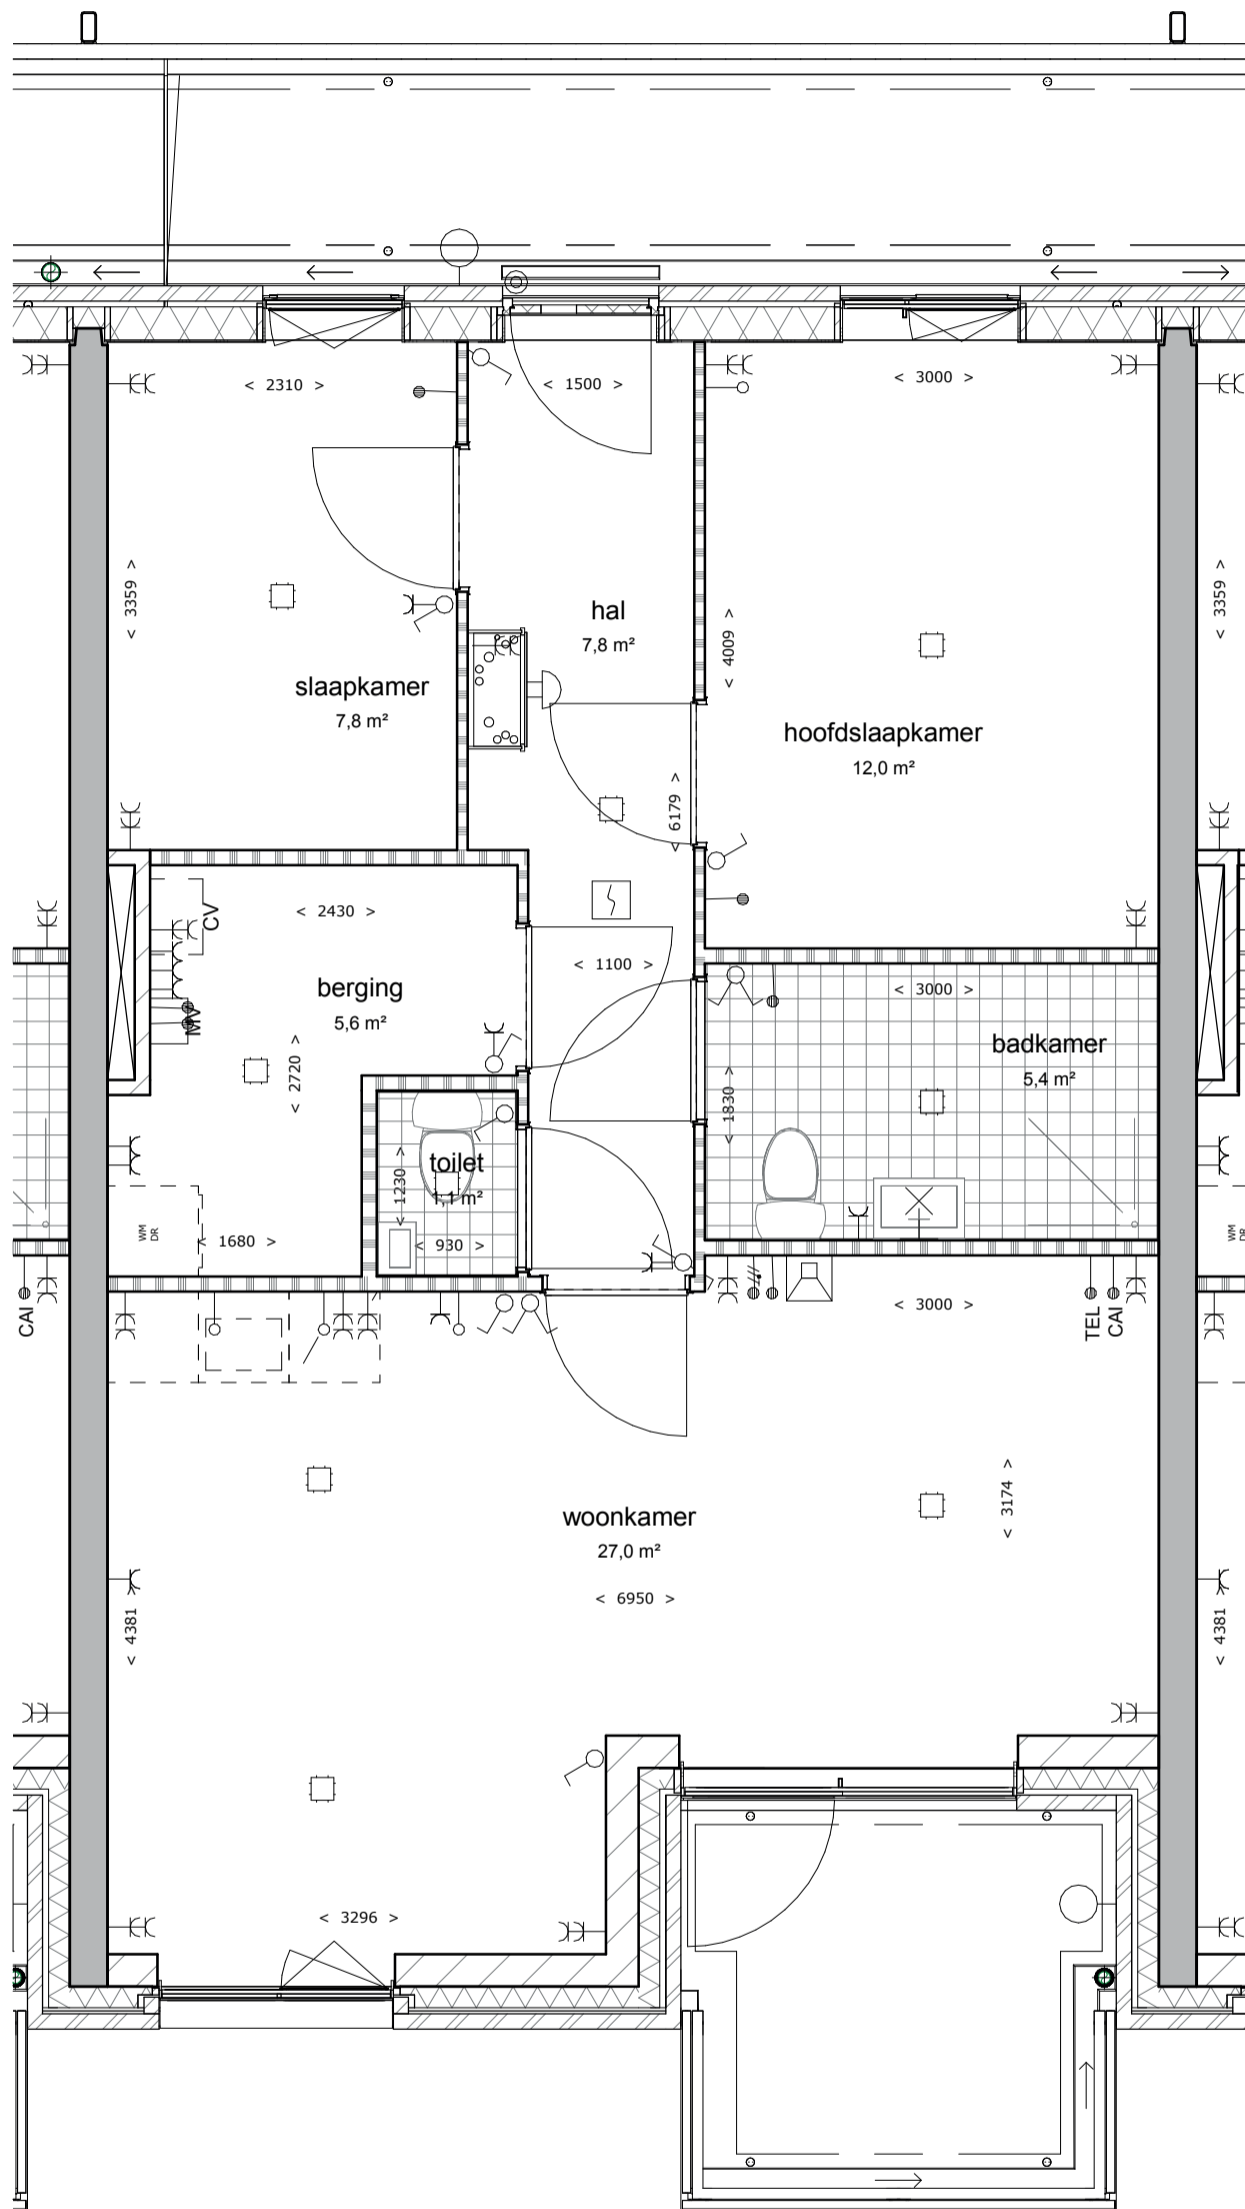 < 2310 >
< 1500 >
< 3000 >
< 3359 >
hal
7,8 m²
< 4009 >
< 3359 >
slaapkamer
7,8 m²
hoofdslaapkamer
12,0 m²
< 6179 >
< 2430 >
CV
< 1100 >
berging
5,6 m²
< 3000 >
MV
badkamer
5,4 m²
< 2720 >
< 1830 >
toilet
1,1 m²
< 1230 >
WM
DR
< 1680 >
< 930 >
WM
DR
CAI
< 3000 >
TEL
CAI
< 3174 >
woonkamer
27,0 m²
< 6950 >
< 4381 >
< 4381 >
< 3296 >